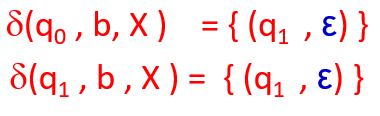 δ(q₀ , b, X ) = { (q₁ , ε) }
δ(q₁ , b , X ) = { (q₁ , ε) }